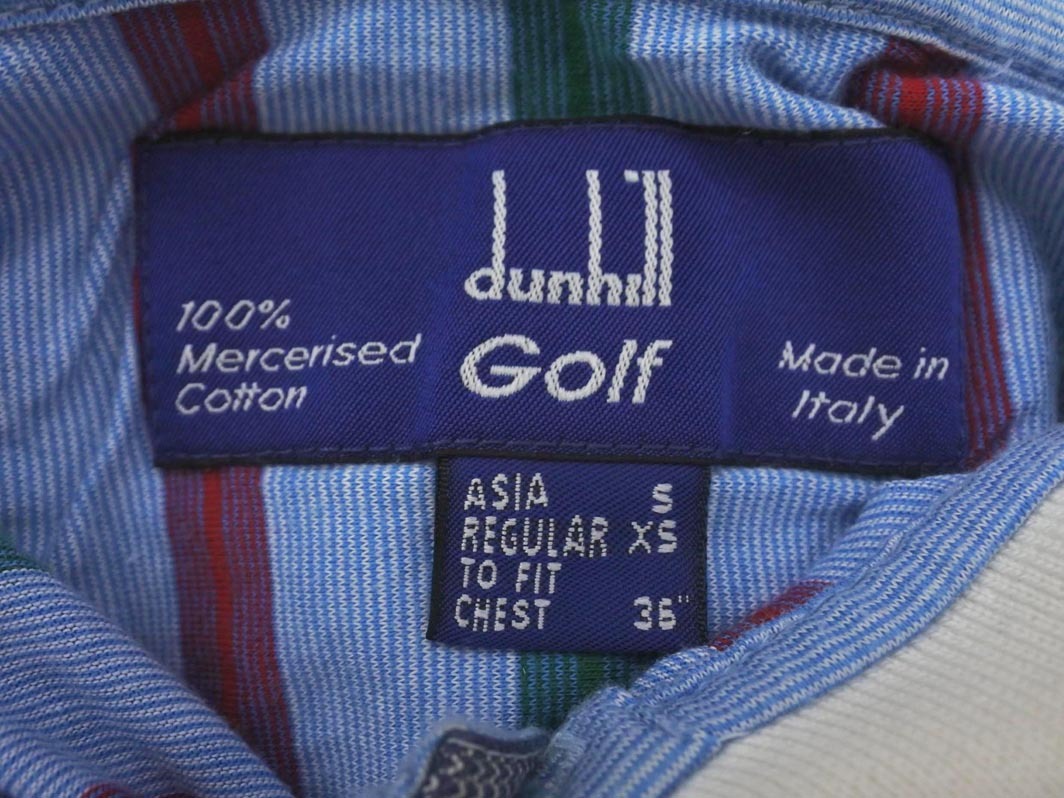 dunhill
Golf
100%
Mercerised
Cotton
Made in
Italy
ASIA S
REGULAR XS
TO FIT
CHEST 36"